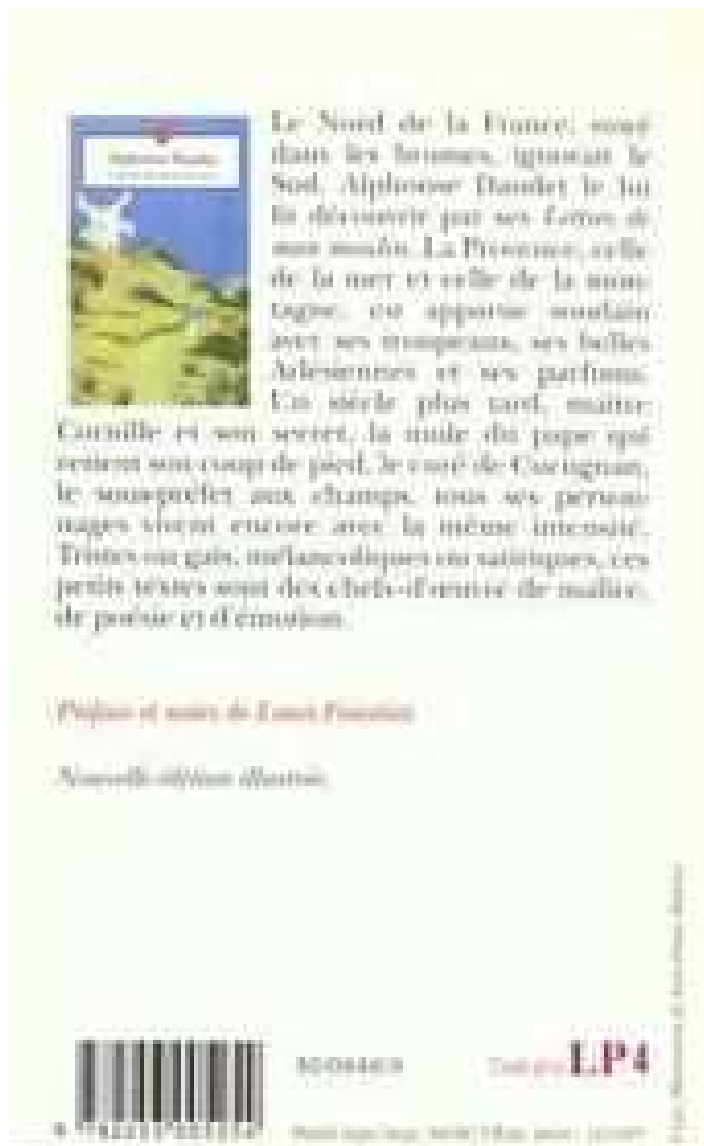 Alphonse Daudet
Le Nord de la France, noyé
dans les brumes, ignorait le
Sud. Alphonse Daudet le lui
fit découvrir par ses Lettres de
mon moulin. La Provence, celle
de la mer et celle de la mon-
tagne, est apparue soudain
avec ses troupeaux, ses belles
Arlésiennes et ses parfums.
Un siècle plus tard, maître
Cornille et son secret, la mule du pape qui
retient son coup de pied, le curé de Cucugnan,
le sous-préfet aux champs, tous ses person-
nages vivent encore avec la même intensité.
Tristes ou gais, mélancoliques ou satiriques, ces
petits textes sont des chefs-d'œuvre de malice,
de poésie et d'émotion.
Préface et notes de Louis Forestier.
Nouvelle édition illustrée.
LP4